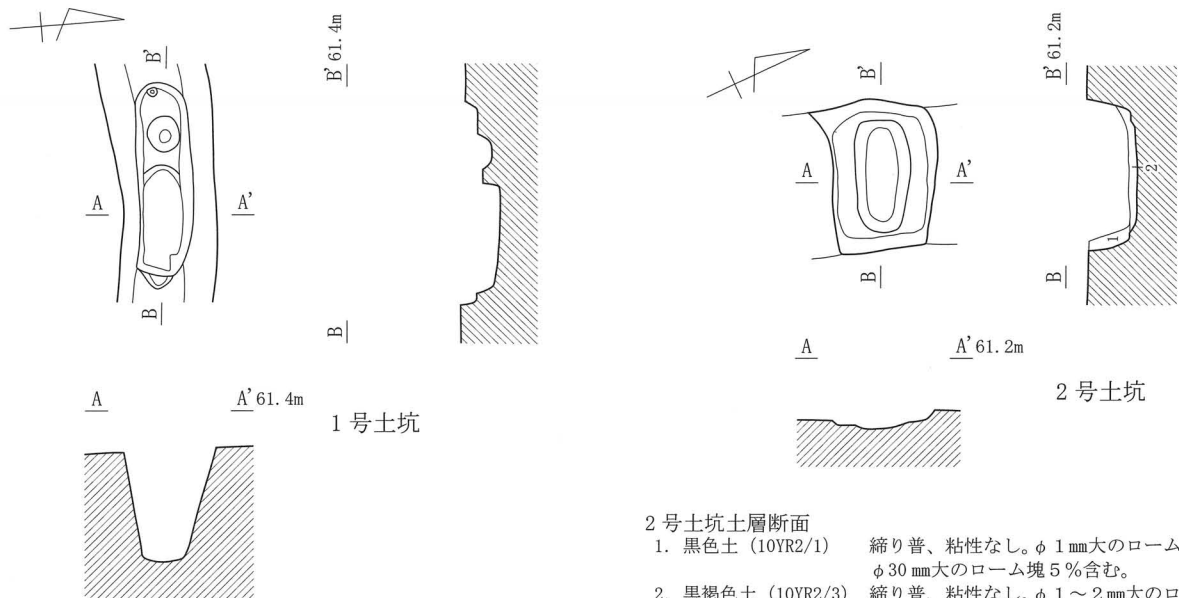 B'
B' 61.4m
A
A'
B
B
A
A' 61.4m
1号土坑
B'
B' 61.2m
A
A'
2
1
B
B
A
A' 61.2m
2号土坑
2号土坑土層断面
1. 黒色土 (10YR2/1) 締り普、粘性なし。φ1㎜大のローム
φ30㎜大のローム塊5%含む。
2. 黒褐色土 (10YR2/3) 締り普、粘性なし。φ1～2㎜大のロ